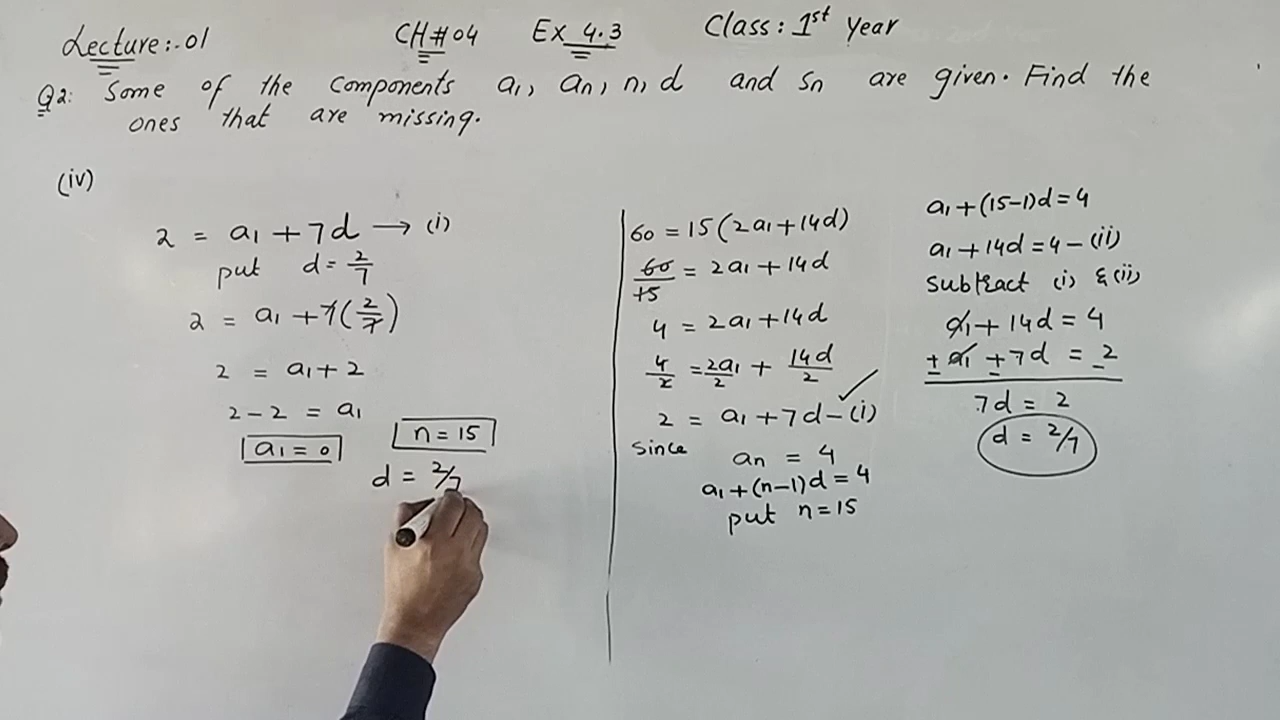 Lecture:-01 CH#04 Ex 4.3 Class: 1st Year
Q2: Some of the components a₁, an, n, d and Sn are given. Find the
ones that are missing.
(iv)
2 = a₁ + 7d → (i)
put d = 2/7
2 = a₁ + 7(2/7)
2 = a₁ + 2
2 - 2 = a₁
a₁ = 0
n = 15
d = 2/7
60 = 15(2a₁ + 14d)
60/15 = 2a₁ + 14d
4 = 2a₁ + 14d
4/2 = 2a₁/2 + 14d/2
2 = a₁ + 7d - (i)
Since an = 4
a₁ + (n-1)d = 4
put n = 15
a₁ + (15-1)d = 4
a₁ + 14d = 4 - (ii)
Subtract (i) & (ii)
a₁ + 14d = 4
± a₁ ± 7d = ± 2
7d = 2
d = 2/7